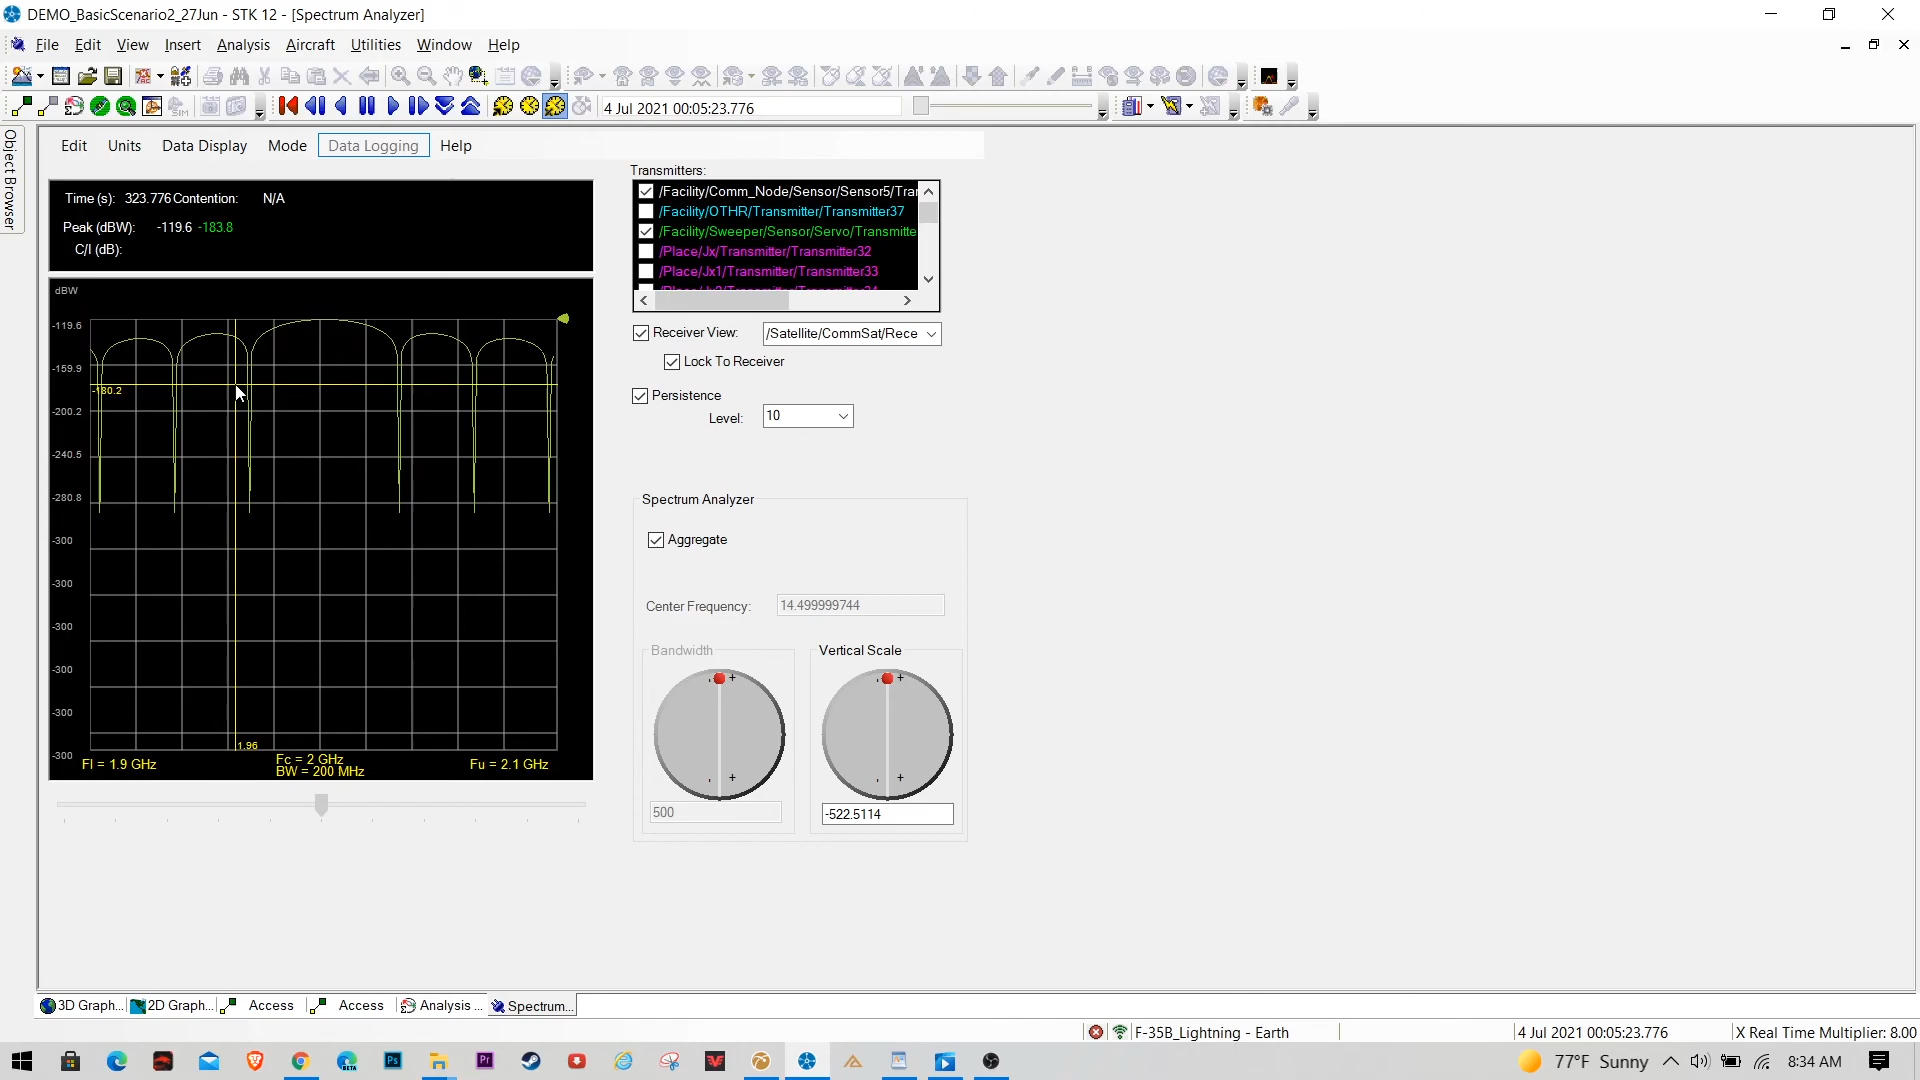 DEMO_BasicScenario2_27Jun - STK 12 - [Spectrum Analyzer]
File Edit View Insert Analysis Aircraft Utilities Window Help
4 Jul 2021 00:05:23.776
Object Browser
Edit Units Data Display Mode Data Logging Help
Time (s): 323.776 Contention: N/A
Peak (dBW): -119.6 -183.8
C/I (dB):
dBW
-119.6
-159.9
-180.2
-200.2
-240.5
-280.8
-300
-300
-300
-300
-300
-300
1.96
Fl = 1.9 GHz
Fc = 2 GHz
BW = 200 MHz
Fu = 2.1 GHz
Transmitters:
/Facility/Comm_Node/Sensor/Sensor5/Tra
/Facility/OTHR/Transmitter/Transmitter37
/Facility/Sweeper/Sensor/Servo/Transmitte
/Place/Jx/Transmitter/Transmitter32
/Place/Jx1/Transmitter/Transmitter33
Receiver View: /Satellite/CommSat/Rece
Lock To Receiver
Persistence
Level: 10
Spectrum Analyzer
Aggregate
Center Frequency: 14.499999744
Bandwidth
500
Vertical Scale
-522.5114
3D Graph... 2D Graph... Access Access Analysis ... Spectrum...
F-35B_Lightning - Earth 4 Jul 2021 00:05:23.776 X Real Time Multiplier: 8.00
77°F Sunny 8:34 AM